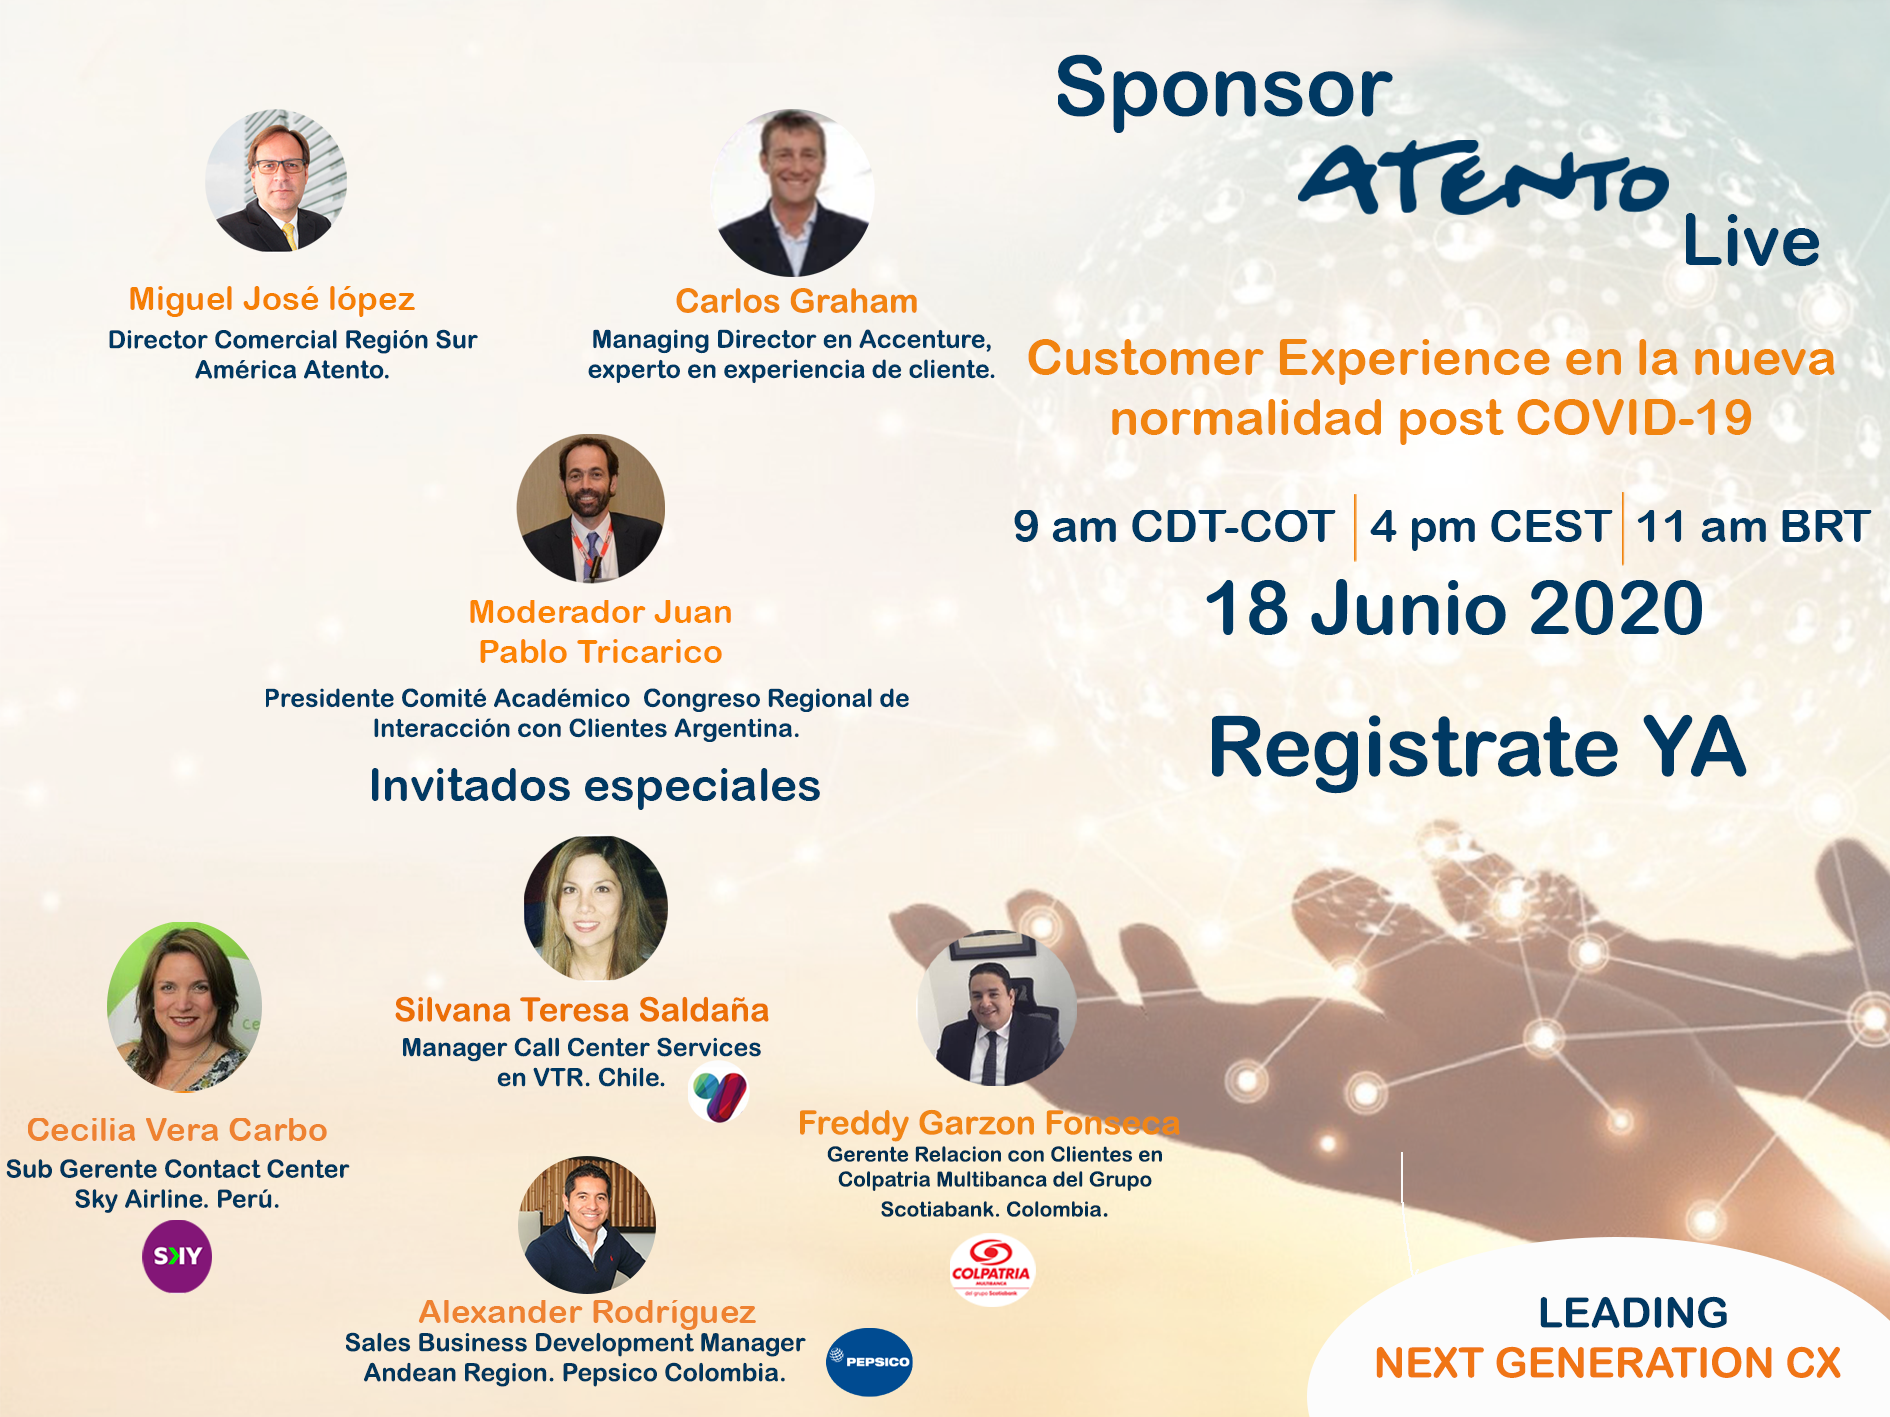 Sponsor
ATENTO
Live
Customer Experience en la nueva
normalidad post COVID-19
9 am CDT-COT | 4 pm CEST | 11 am BRT
18 Junio 2020
Registrate YA
Miguel José lópez
Director Comercial Región Sur
América Atento.
Carlos Graham
Managing Director en Accenture,
experto en experiencia de cliente.
Moderador Juan
Pablo Tricarico
Presidente Comité Académico Congreso Regional de
Interacción con Clientes Argentina.
Invitados especiales
Silvana Teresa Saldaña
Manager Call Center Services
en VTR. Chile.
Ce
Cecilia Vera Carbo
Sub Gerente Contact Center
Sky Airline. Perú.
SKY
Freddy Garzon Fonseca
Gerente Relacion con Clientes en
Colpatria Multibanca del Grupo
Scotiabank. Colombia.
COLPATRIA
MULTIBANCA
del grupo Scotiabank
Alexander Rodríguez
Sales Business Development Manager
Andean Region. Pepsico Colombia.
PEPSICO
LEADING
NEXT GENERATION CX